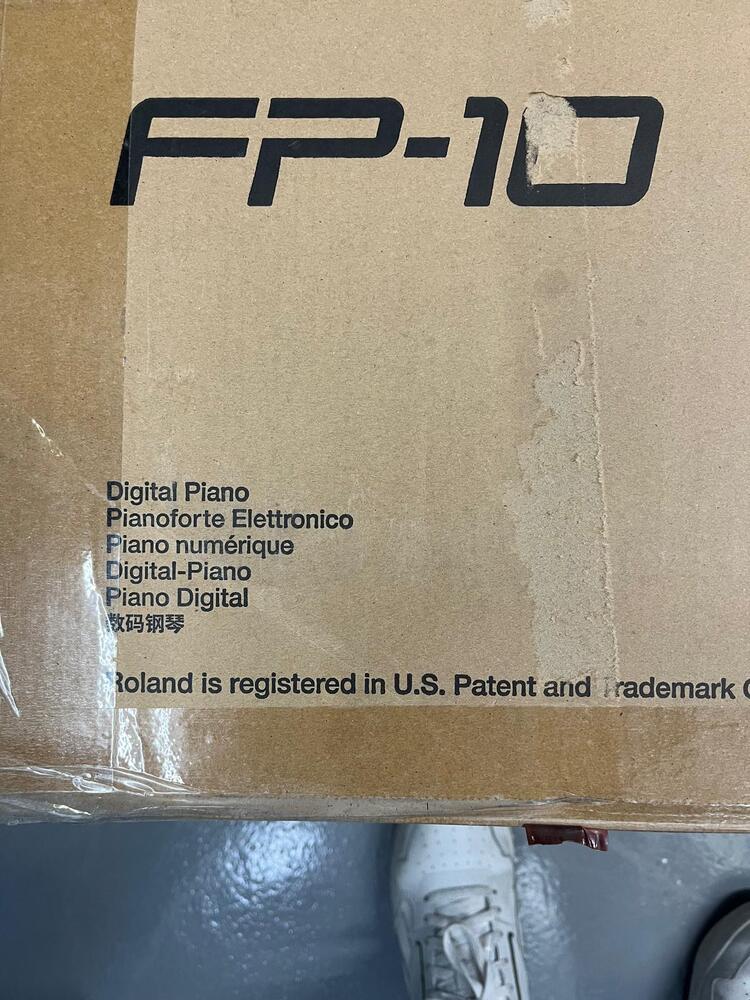 FP-10
Digital Piano
Pianoforte Elettronico
Piano numérique
Digital-Piano
Piano Digital
数码钢琴
Roland is registered in U.S. Patent and Trademark